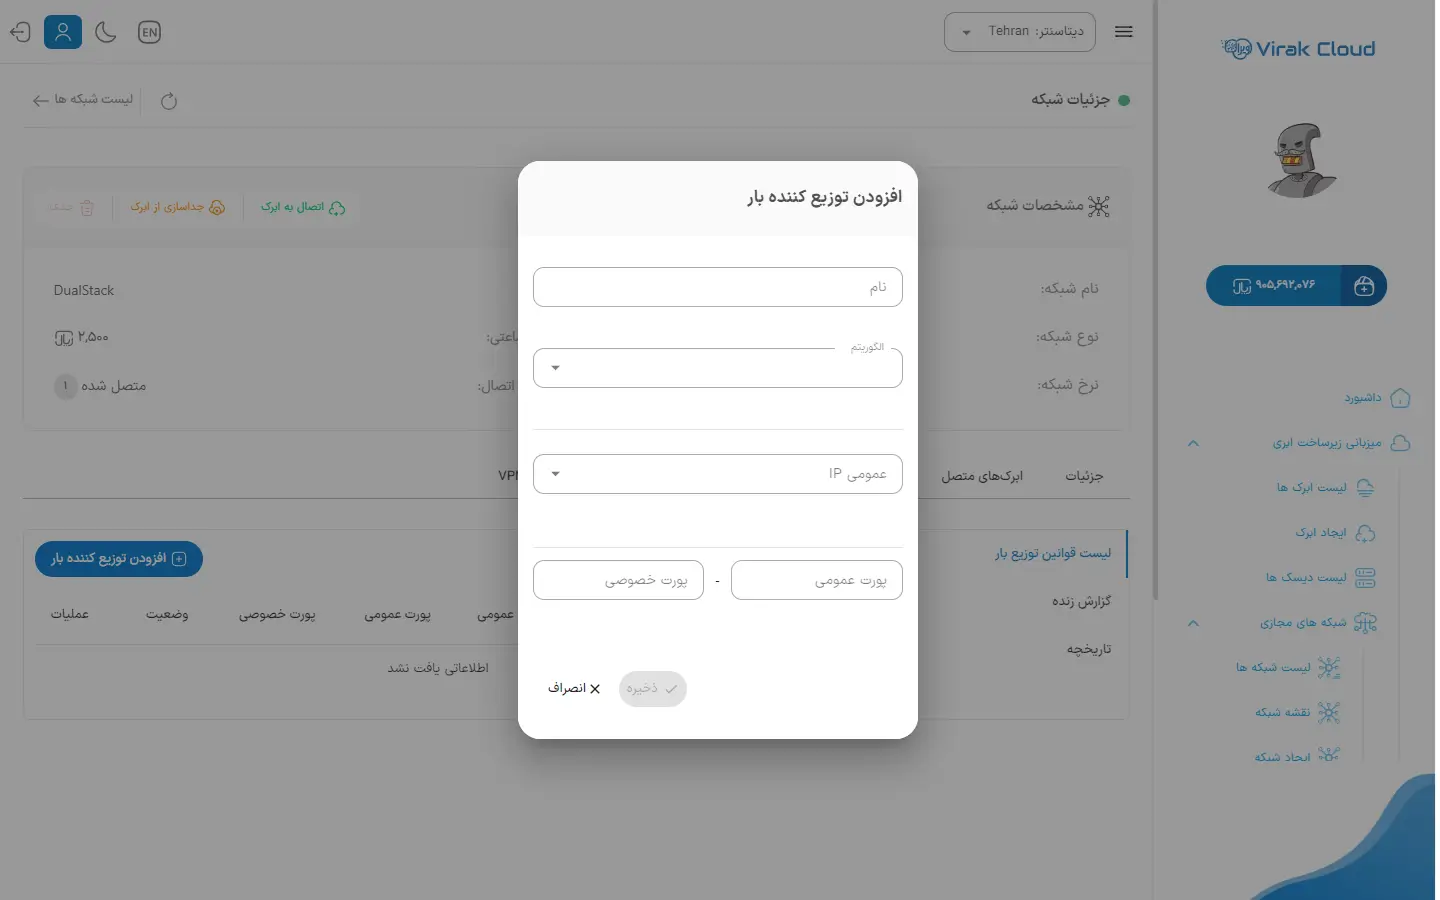 EN
دیتاسنتر: Tehran
Virak Cloud
جزئیات شبکه
لیست شبکه ها
افزودن توزیع کننده بار
مشخصات شبکه
اتصال به ابرک
جداسازی از ابرک
حذف
نام
۹۰۵,۶۹۲,۰۷۶ ریال
نام شبکه:
DualStack
نوع شبکه:
۲,۵۰۰ ریال
الگوریتم
نرخ شبکه:
اتصال:
متصل شده ۱
داشبورد
میزبانی زیرساخت ابری
لیست ابرک ها
ایجاد ابرک
لیست دیسک ها
شبکه های مجازی
لیست شبکه ها
نقشه شبکه
ایجاد شبکه
جزئیات
ابرک‌های متصل
عمومی IP
لیست قوانین توزیع بار
گزارش زنده
تاریخچه
افزودن توزیع کننده بار
پورت عمومی
-
پورت خصوصی
عمومی
پورت عمومی
پورت خصوصی
وضعیت
عملیات
اطلاعاتی یافت نشد
ذخیره
انصراف